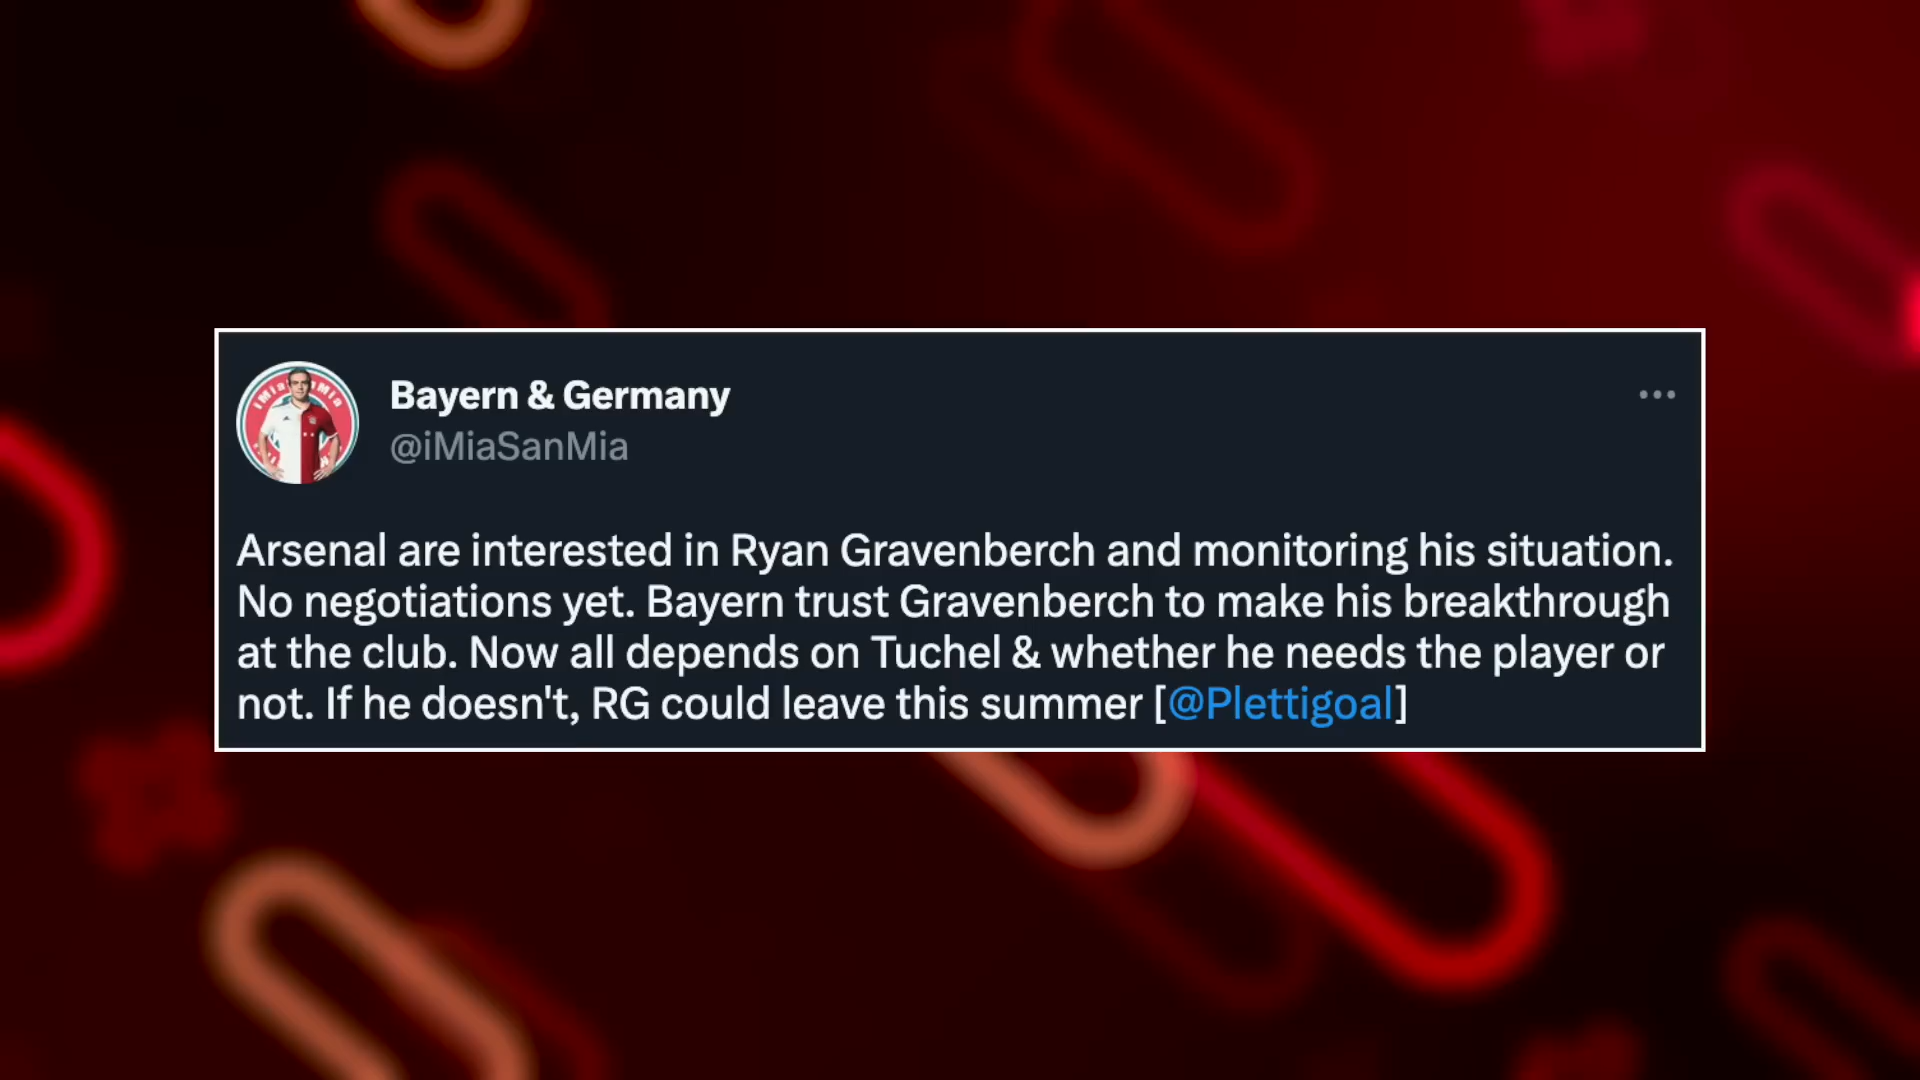 Bayern & Germany
@iMiaSanMia
Arsenal are interested in Ryan Gravenberch and monitoring his situation.
No negotiations yet. Bayern trust Gravenberch to make his breakthrough
at the club. Now all depends on Tuchel & whether he needs the player or
not. If he doesn't, RG could leave this summer [@Plettigoal]